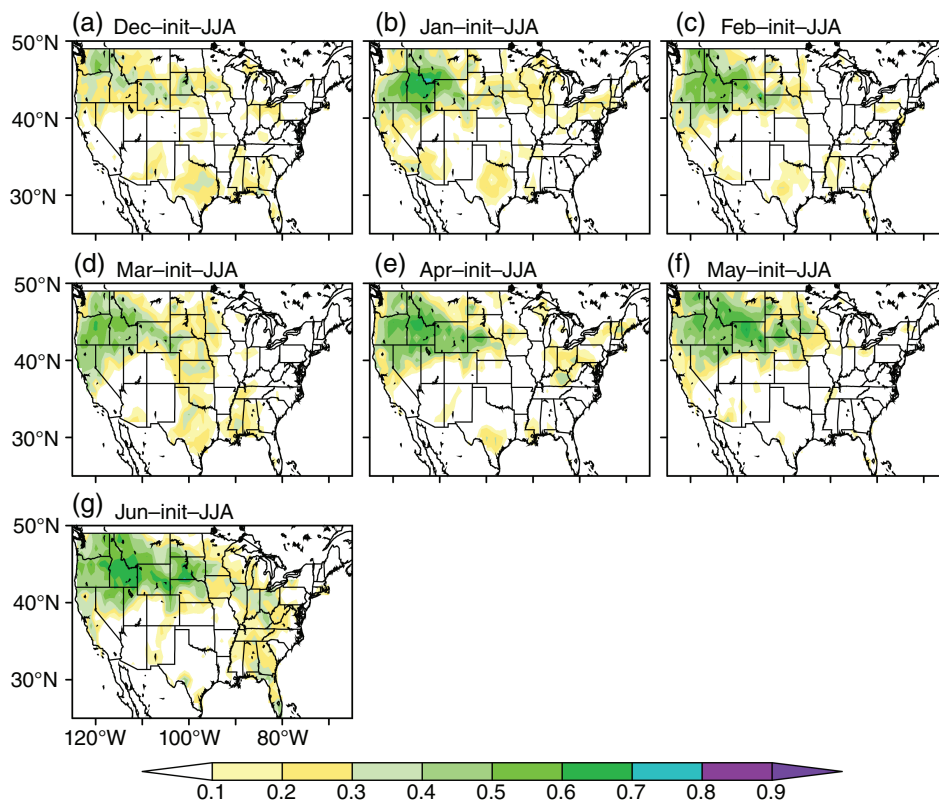 (a) Dec–init–JJA
(b) Jan–init–JJA
(c) Feb–init–JJA
50°N
40°N
30°N
(d) Mar–init–JJA
(e) Apr–init–JJA
(f) May–init–JJA
50°N
40°N
30°N
(g) Jun–init–JJA
50°N
40°N
30°N
120°W 100°W 80°W
0.1 0.2 0.3 0.4 0.5 0.6 0.7 0.8 0.9